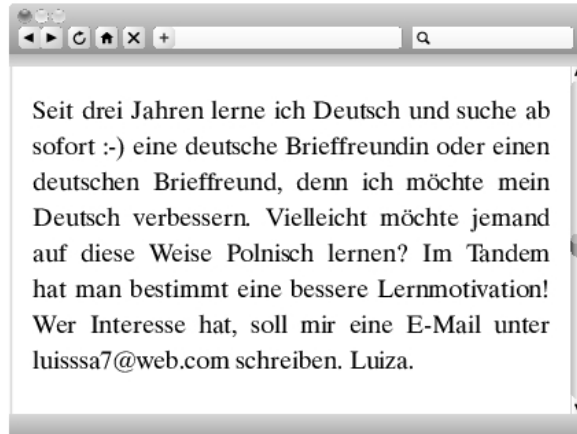 Seit drei Jahren lerne ich Deutsch und suche ab
sofort :-) eine deutsche Brieffreundin oder einen
deutschen Brieffreund, denn ich möchte mein
Deutsch verbessern. Vielleicht möchte jemand
auf diese Weise Polnisch lernen? Im Tandem
hat man bestimmt eine bessere Lernmotivation!
Wer Interesse hat, soll mir eine E-Mail unter
luisssa7@web.com schreiben. Luiza.